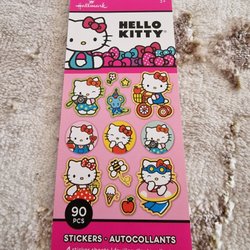 Hallmark
HELLO KITTY
90
PCS
STICKERS • AUTOCOLLANTS